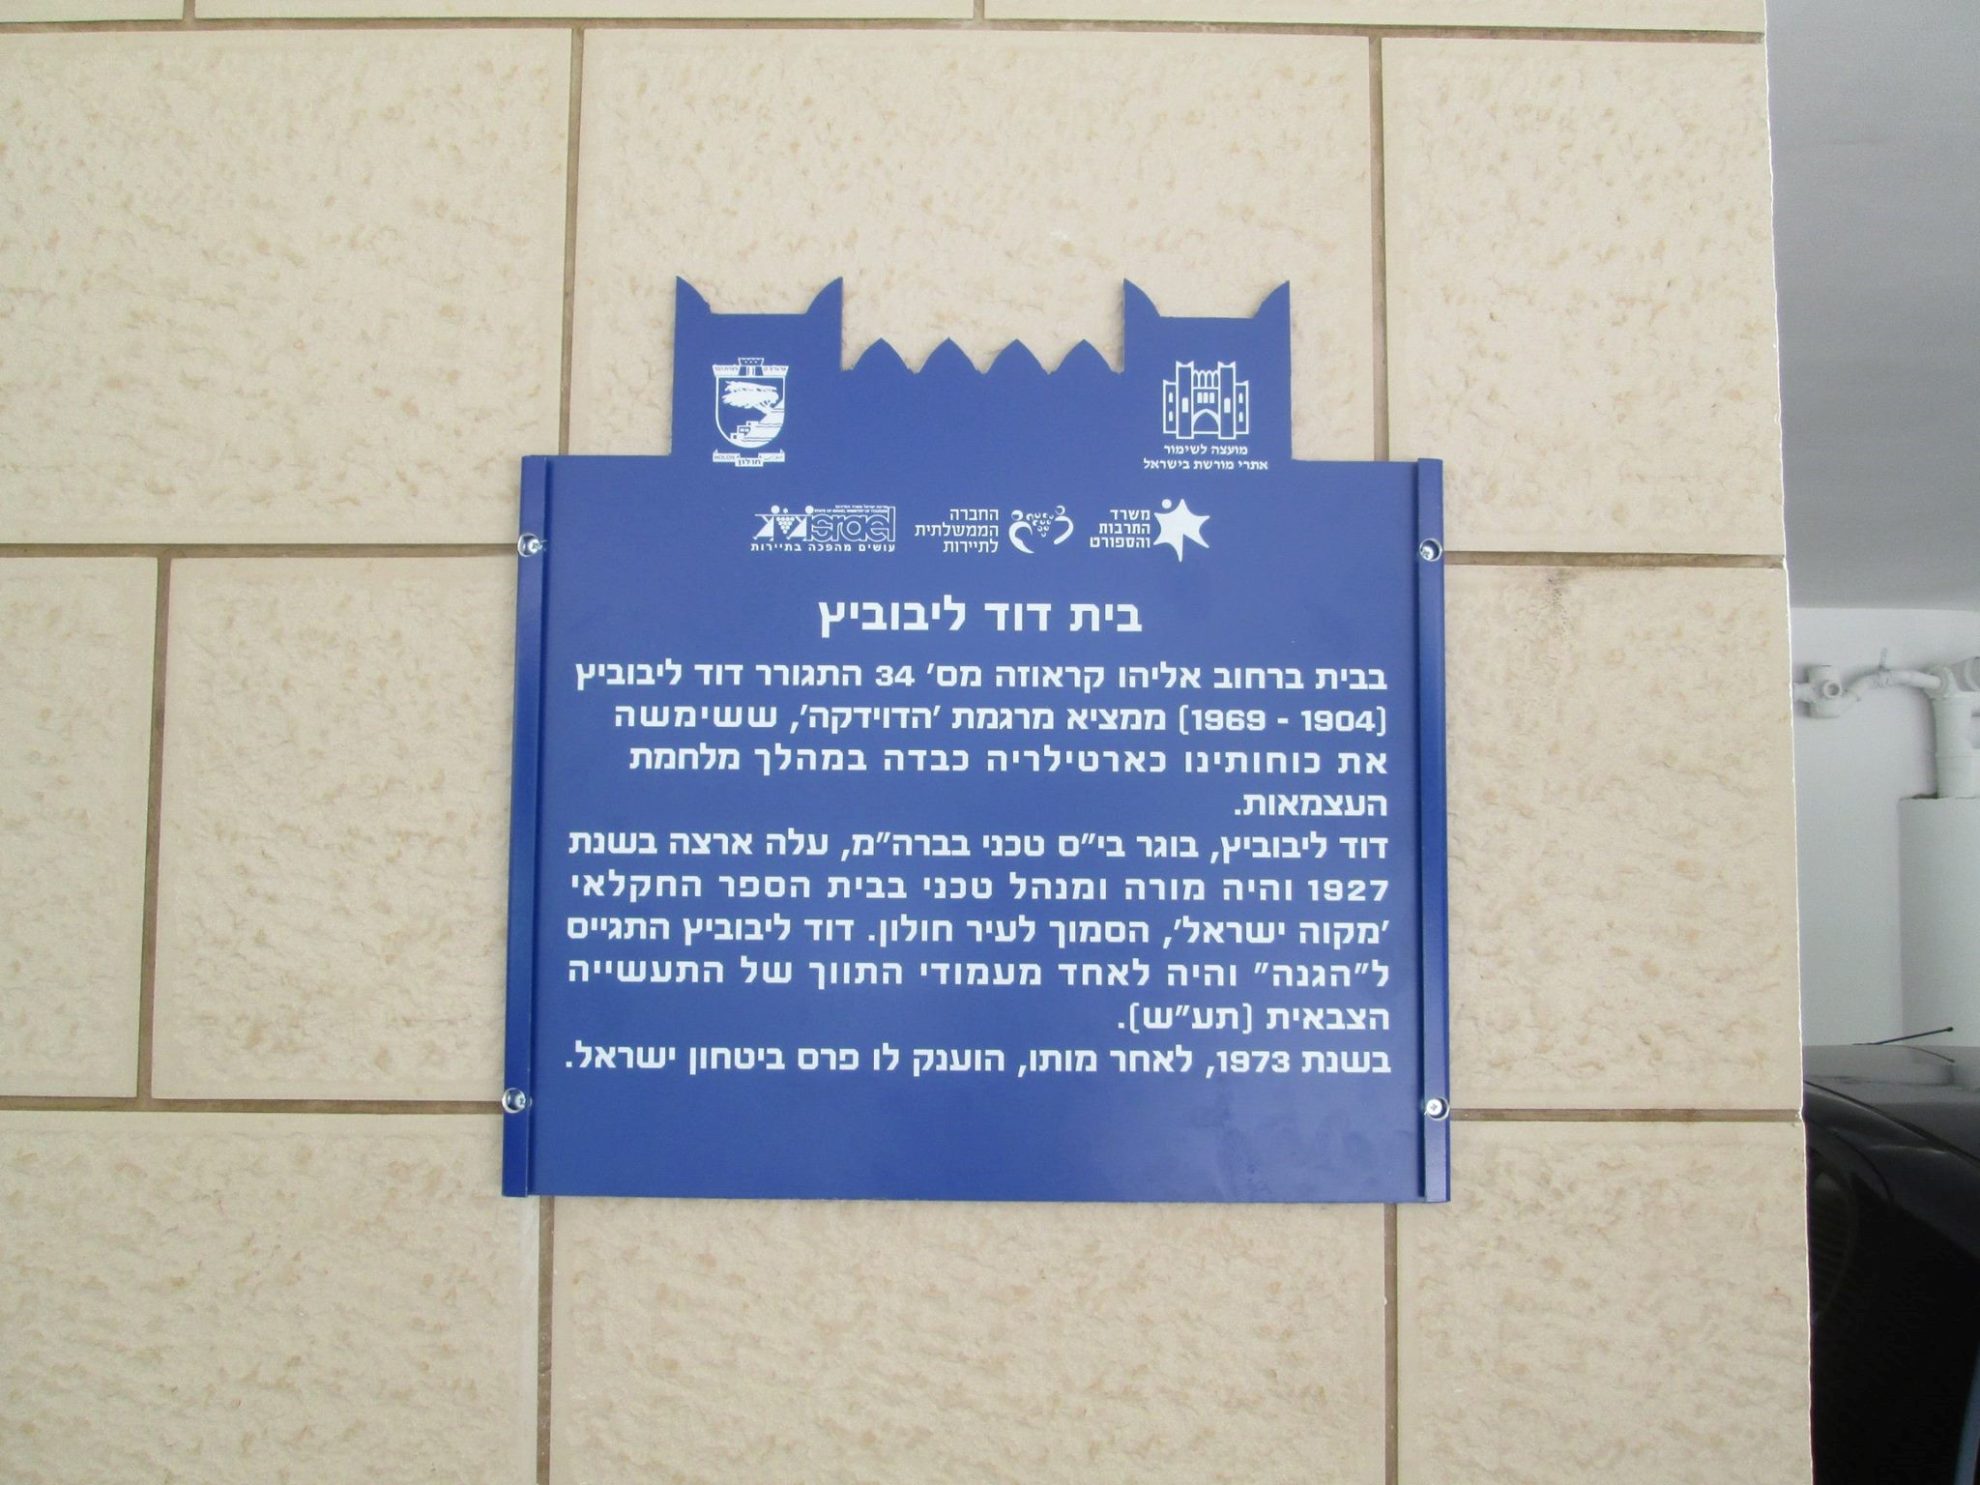 מועצה לשימור
אתרי מורשת בישראל
חולון
HOLON
משרד
התרבות
והספורט
החברה
הממשלתית
לתיירות
Israel
עושים מהפכה בתיירות
בית דוד ליבוביץ
בבית ברחוב אליהו קראוזה מס' 34 התגורר דוד ליבוביץ
(1904 - 1969) ממציא מרגמת 'הדוידקה', ששימשה
את כוחותינו כארטילריה כבדה במהלך מלחמת
העצמאות.
דוד ליבוביץ, בוגר בי"ס טכני בברה"מ, עלה ארצה בשנת
1927 והיה מורה ומנהל טכני בבית הספר החקלאי
'מקוה ישראל', הסמוך לעיר חולון. דוד ליבוביץ התגייס
ל"הגנה" והיה לאחד מעמודי התווך של התעשייה
הצבאית (תע"ש).
בשנת 1973, לאחר מותו, הוענק לו פרס ביטחון ישראל.